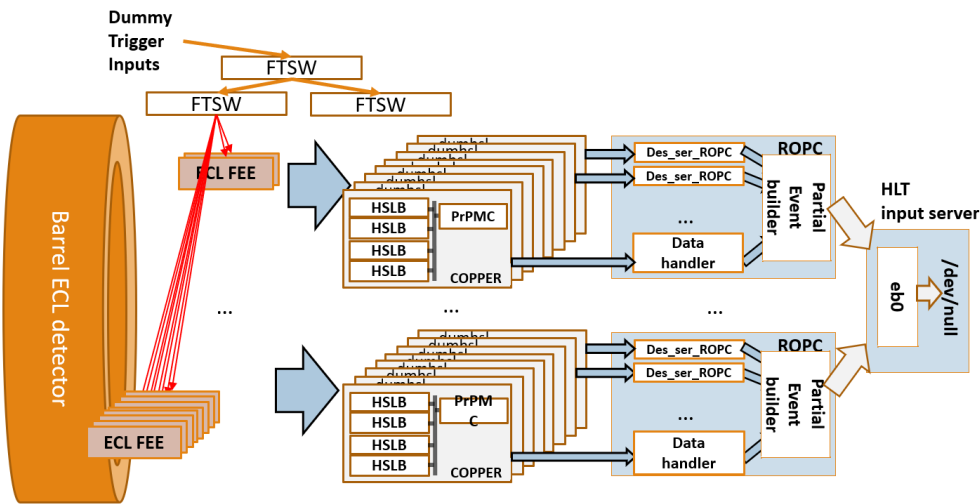 Dummy
Trigger
Inputs
FTSW
FTSW
FTSW
Barrel ECL detector
ECL FEE
dumhsl
HSLB
HSLB
HSLB
HSLB
PrPMC
COPPER
ROPC
Des_ser_ROPC
Des_ser_ROPC
...
Data
handler
Partial
Event
builder
HLT
input server
eb0
/dev/null
...
...
...
ECL FEE
HSLB
HSLB
HSLB
HSLB
PrPM
C
COPPER
ROPC
Des_ser_ROPC
Des_ser_ROPC
...
Data
handler
Partial
Event
builder